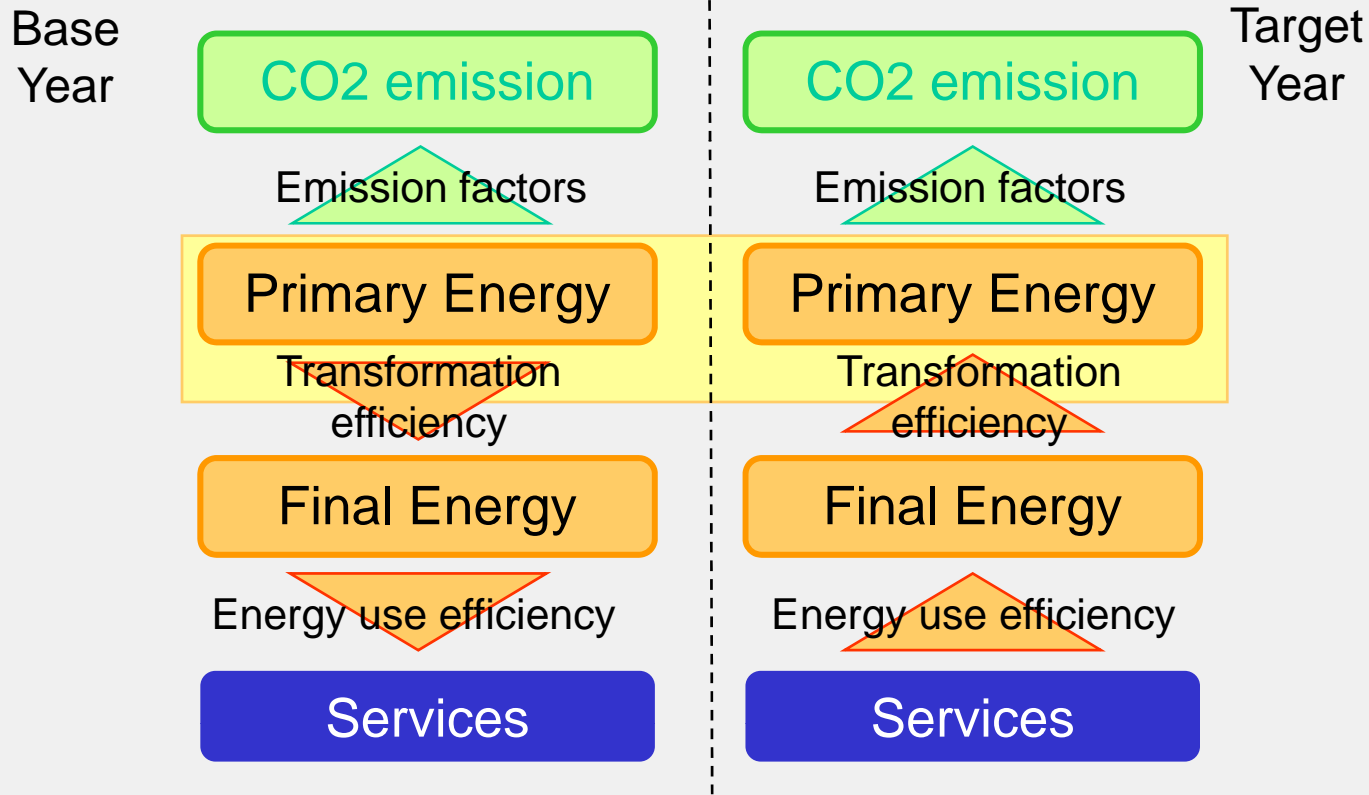 Base
Year
CO2 emission
Emission factors
Primary Energy
Transformation
efficiency
Final Energy
Energy use efficiency
Services
Target
Year
CO2 emission
Emission factors
Primary Energy
Transformation
efficiency
Final Energy
Energy use efficiency
Services